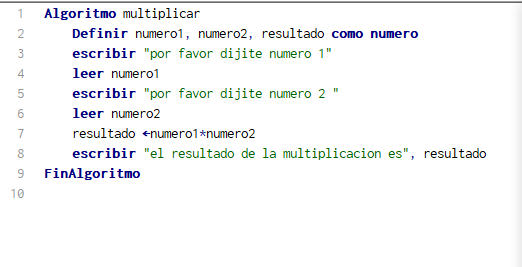 1 Algoritmo multiplicar
2 Definir numero1, numero2, resultado como numero
3 escribir "por favor dijite numero 1"
4 leer numero1
5 escribir "por favor dijite numero 2 "
6 leer numero2
7 resultado ←numero1*numero2
8 escribir "el resultado de la multiplicacion es", resultado
9 FinAlgoritmo
10